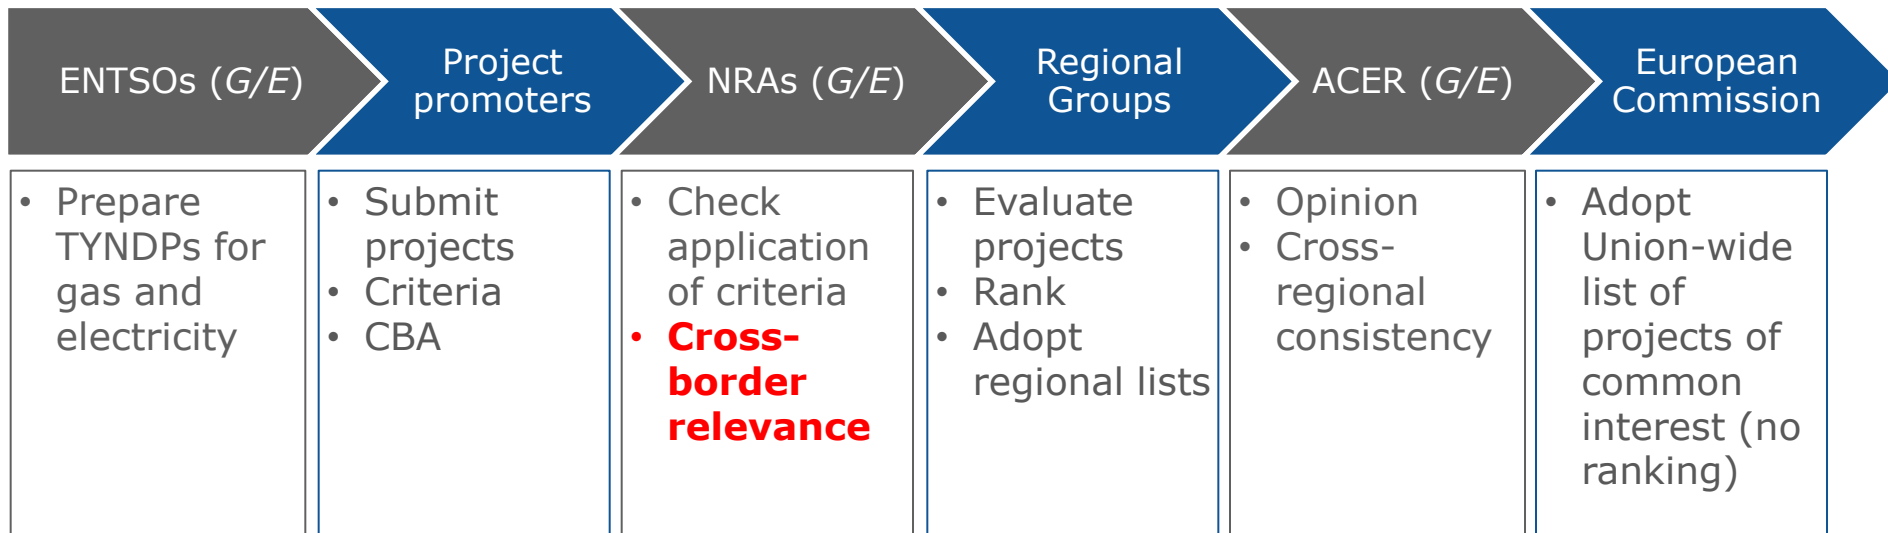 ENTSOs (G/E)
Project
promoters
NRAs (G/E)
Regional
Groups
ACER (G/E)
European
Commission
• Prepare
TYNDPs for
gas and
electricity
• Submit
projects
• Criteria
• CBA
• Check
application
of criteria
• Cross-
border
relevance
• Evaluate
projects
• Rank
• Adopt
regional lists
• Opinion
• Cross-
regional
consistency
• Adopt
Union-wide
list of
projects of
common
interest (no
ranking)